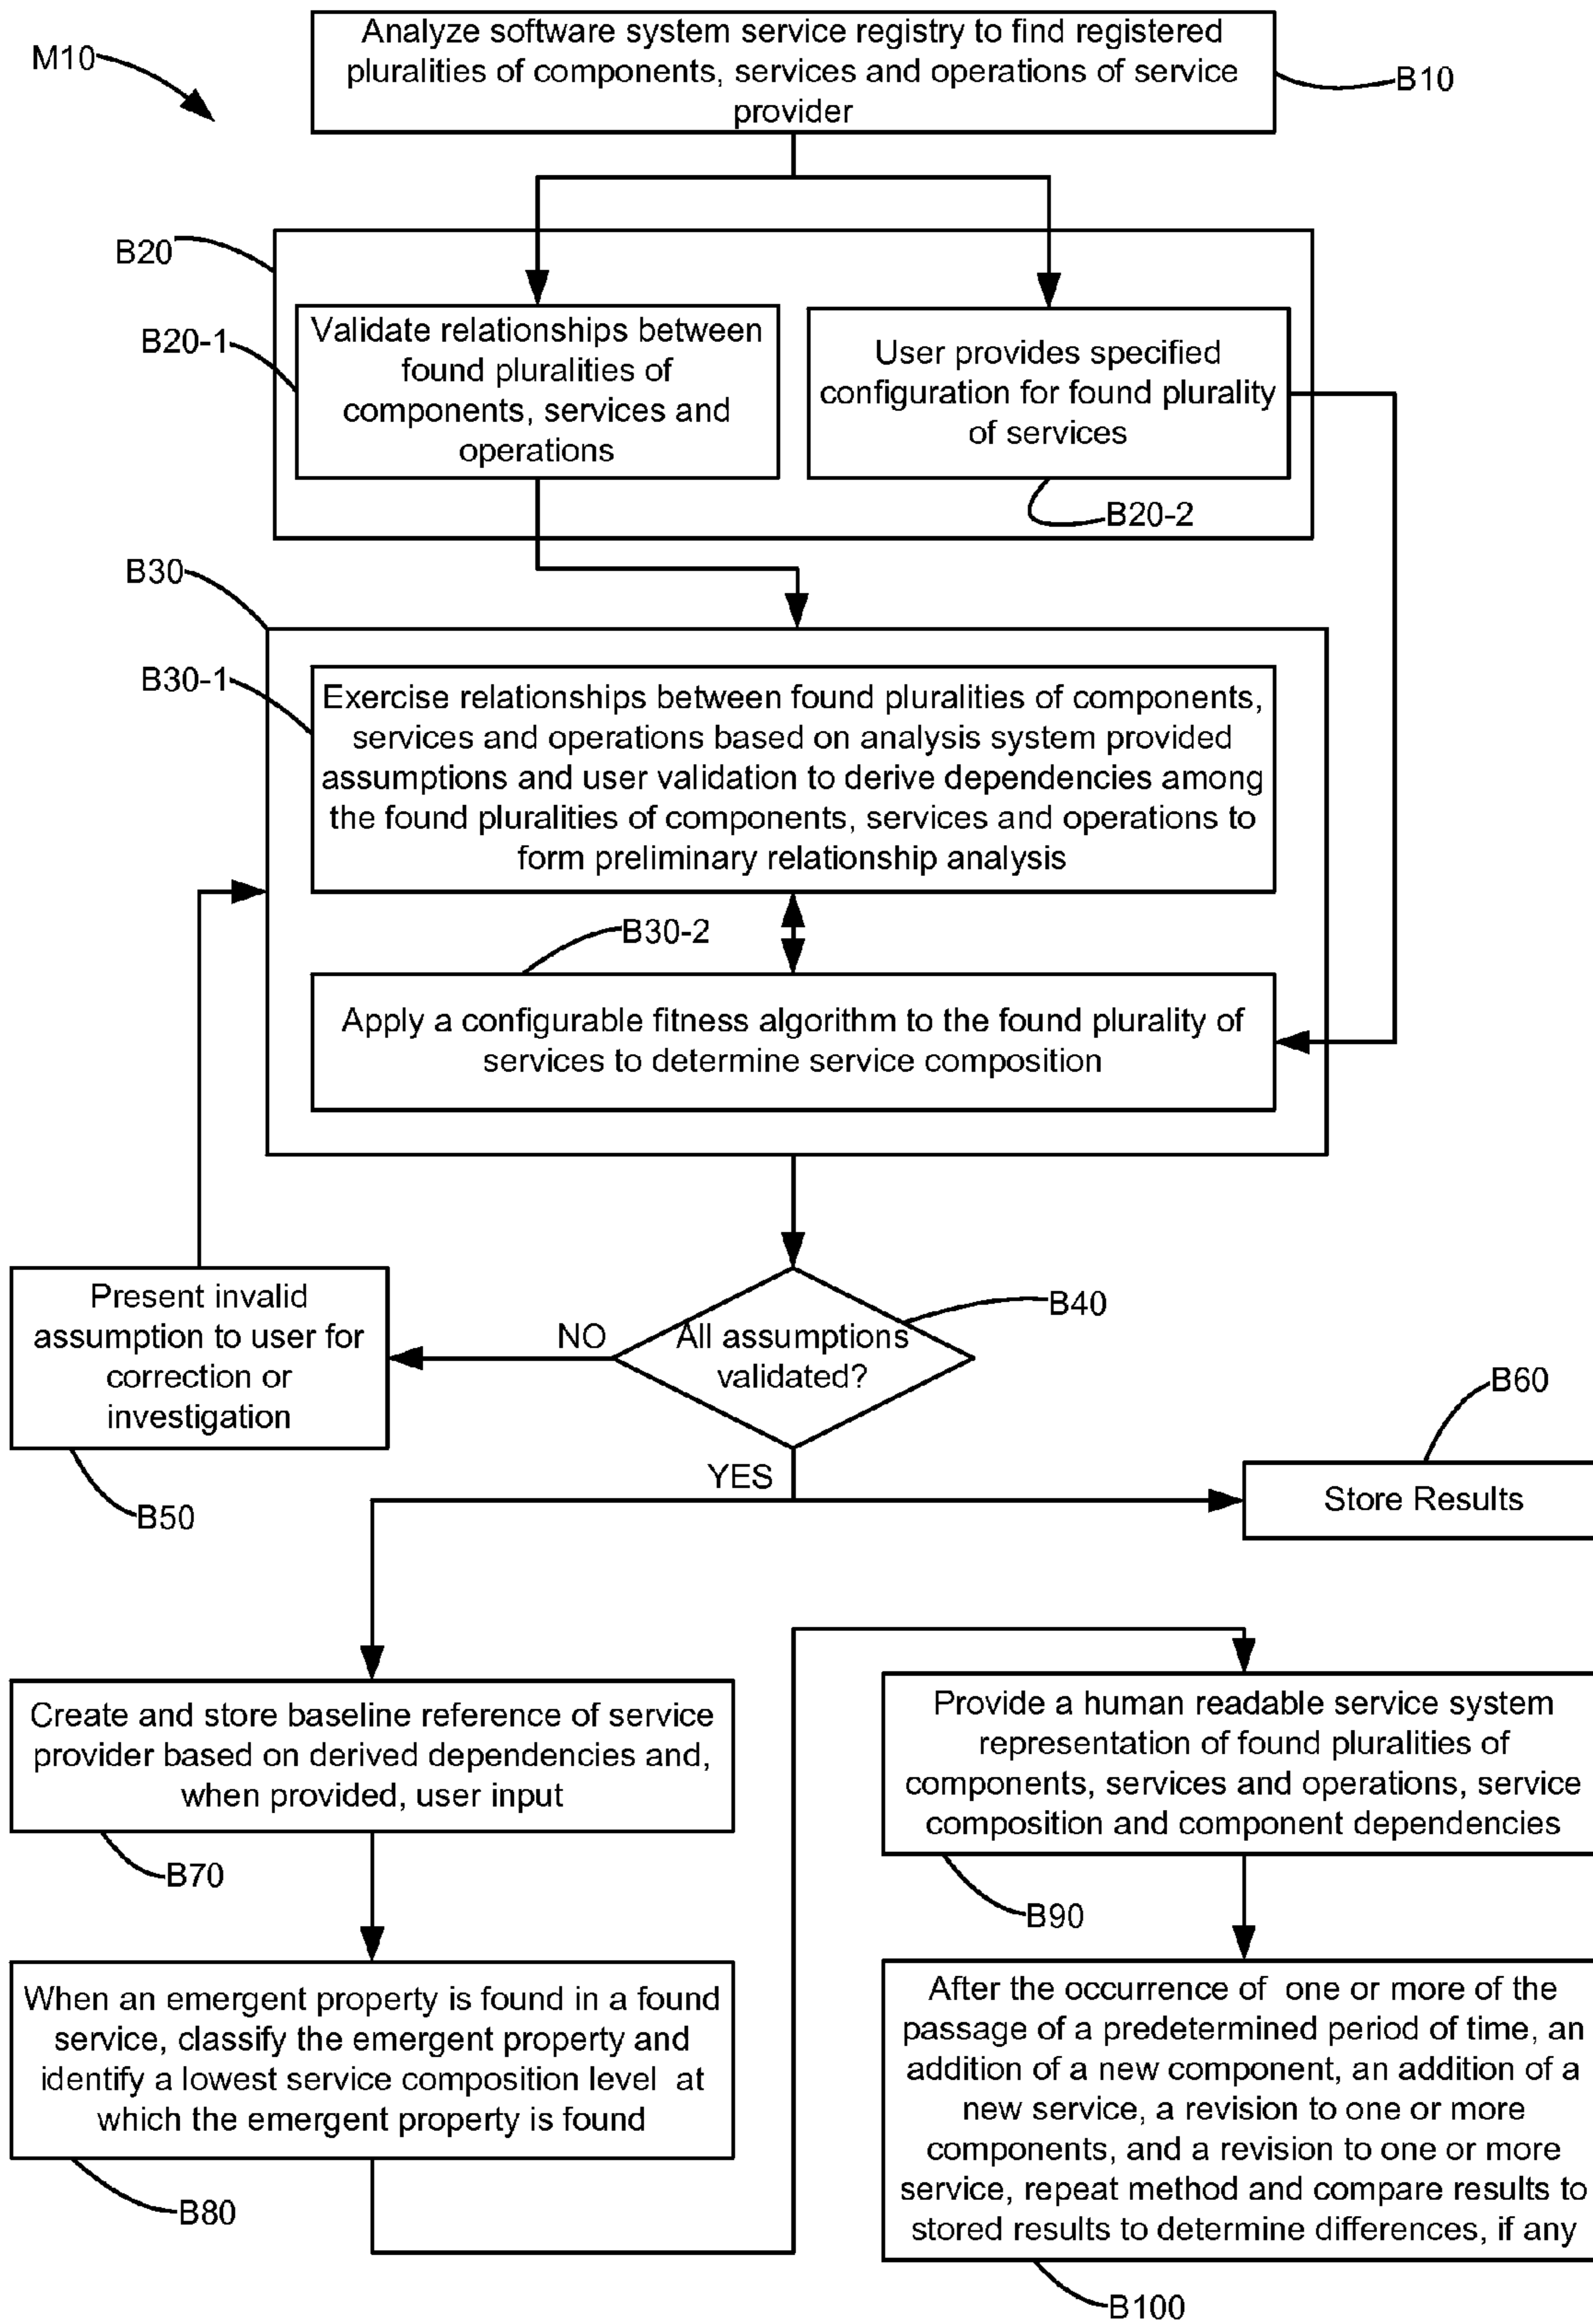 M10
Analyze software system service registry to find registered
pluralities of components, services and operations of service
provider
B10
B20
B20-1
Validate relationships between
found pluralities of
components, services and
operations
User provides specified
configuration for found plurality
of services
B20-2
B30
B30-1
Exercise relationships between found pluralities of components,
services and operations based on analysis system provided
assumptions and user validation to derive dependencies among
the found pluralities of components, services and operations to
form preliminary relationship analysis
B30-2
Apply a configurable fitness algorithm to the found plurality of
services to determine service composition
B40
All assumptions
validated?
NO
Present invalid
assumption to user for
correction or
investigation
B50
YES
B60
Store Results
Create and store baseline reference of service
provider based on derived dependencies and,
when provided, user input
B70
When an emergent property is found in a found
service, classify the emergent property and
identify a lowest service composition level at
which the emergent property is found
B80
Provide a human readable service system
representation of found pluralities of
components, services and operations, service
composition and component dependencies
B90
After the occurrence of one or more of the
passage of a predetermined period of time, an
addition of a new component, an addition of a
new service, a revision to one or more
components, and a revision to one or more
service, repeat method and compare results to
stored results to determine differences, if any
B100